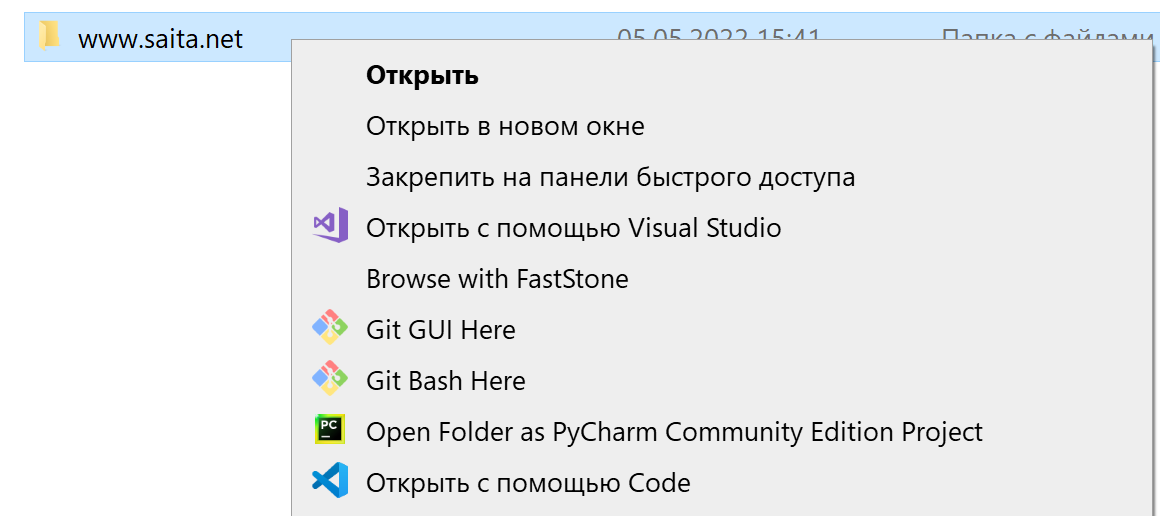 www.saita.net 05.05.2022 15:41 Папка с файлами
Открыть
Открыть в новом окне
Закрепить на панели быстрого доступа
Открыть с помощью Visual Studio
Browse with FastStone
Git GUI Here
Git Bash Here
PC
Open Folder as PyCharm Community Edition Project
Открыть с помощью Code